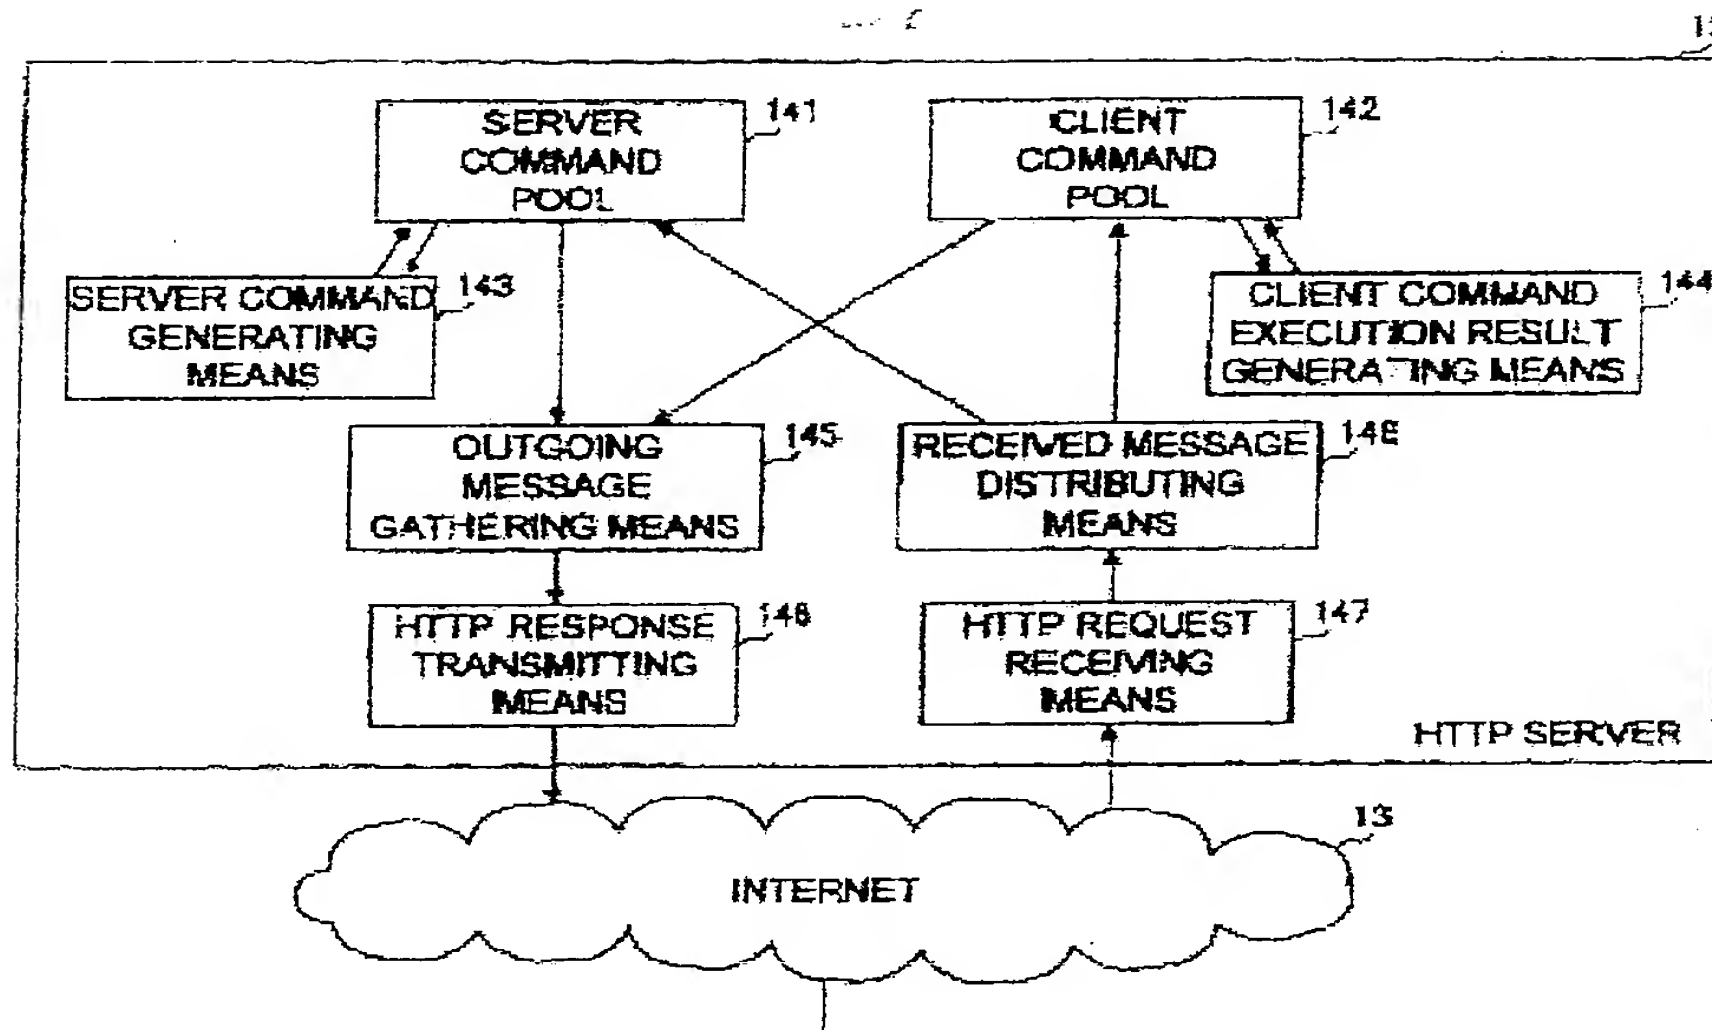 SERVER
COMMAND
POOL
141
CLIENT
COMMAND
POOL
142
SERVER COMMAND
GENERATING
MEANS
143
CLIENT COMMAND
EXECUTION RESULT
GENERATING MEANS
144
OUTGOING
MESSAGE
GATHERING MEANS
145
RECEIVED MESSAGE
DISTRIBUTING
MEANS
HTTP RESPONSE
TRANSMITTING
MEANS
HTTP REQUEST
RECEIVING
MEANS
147
HTTP SERVER
13
INTERNET